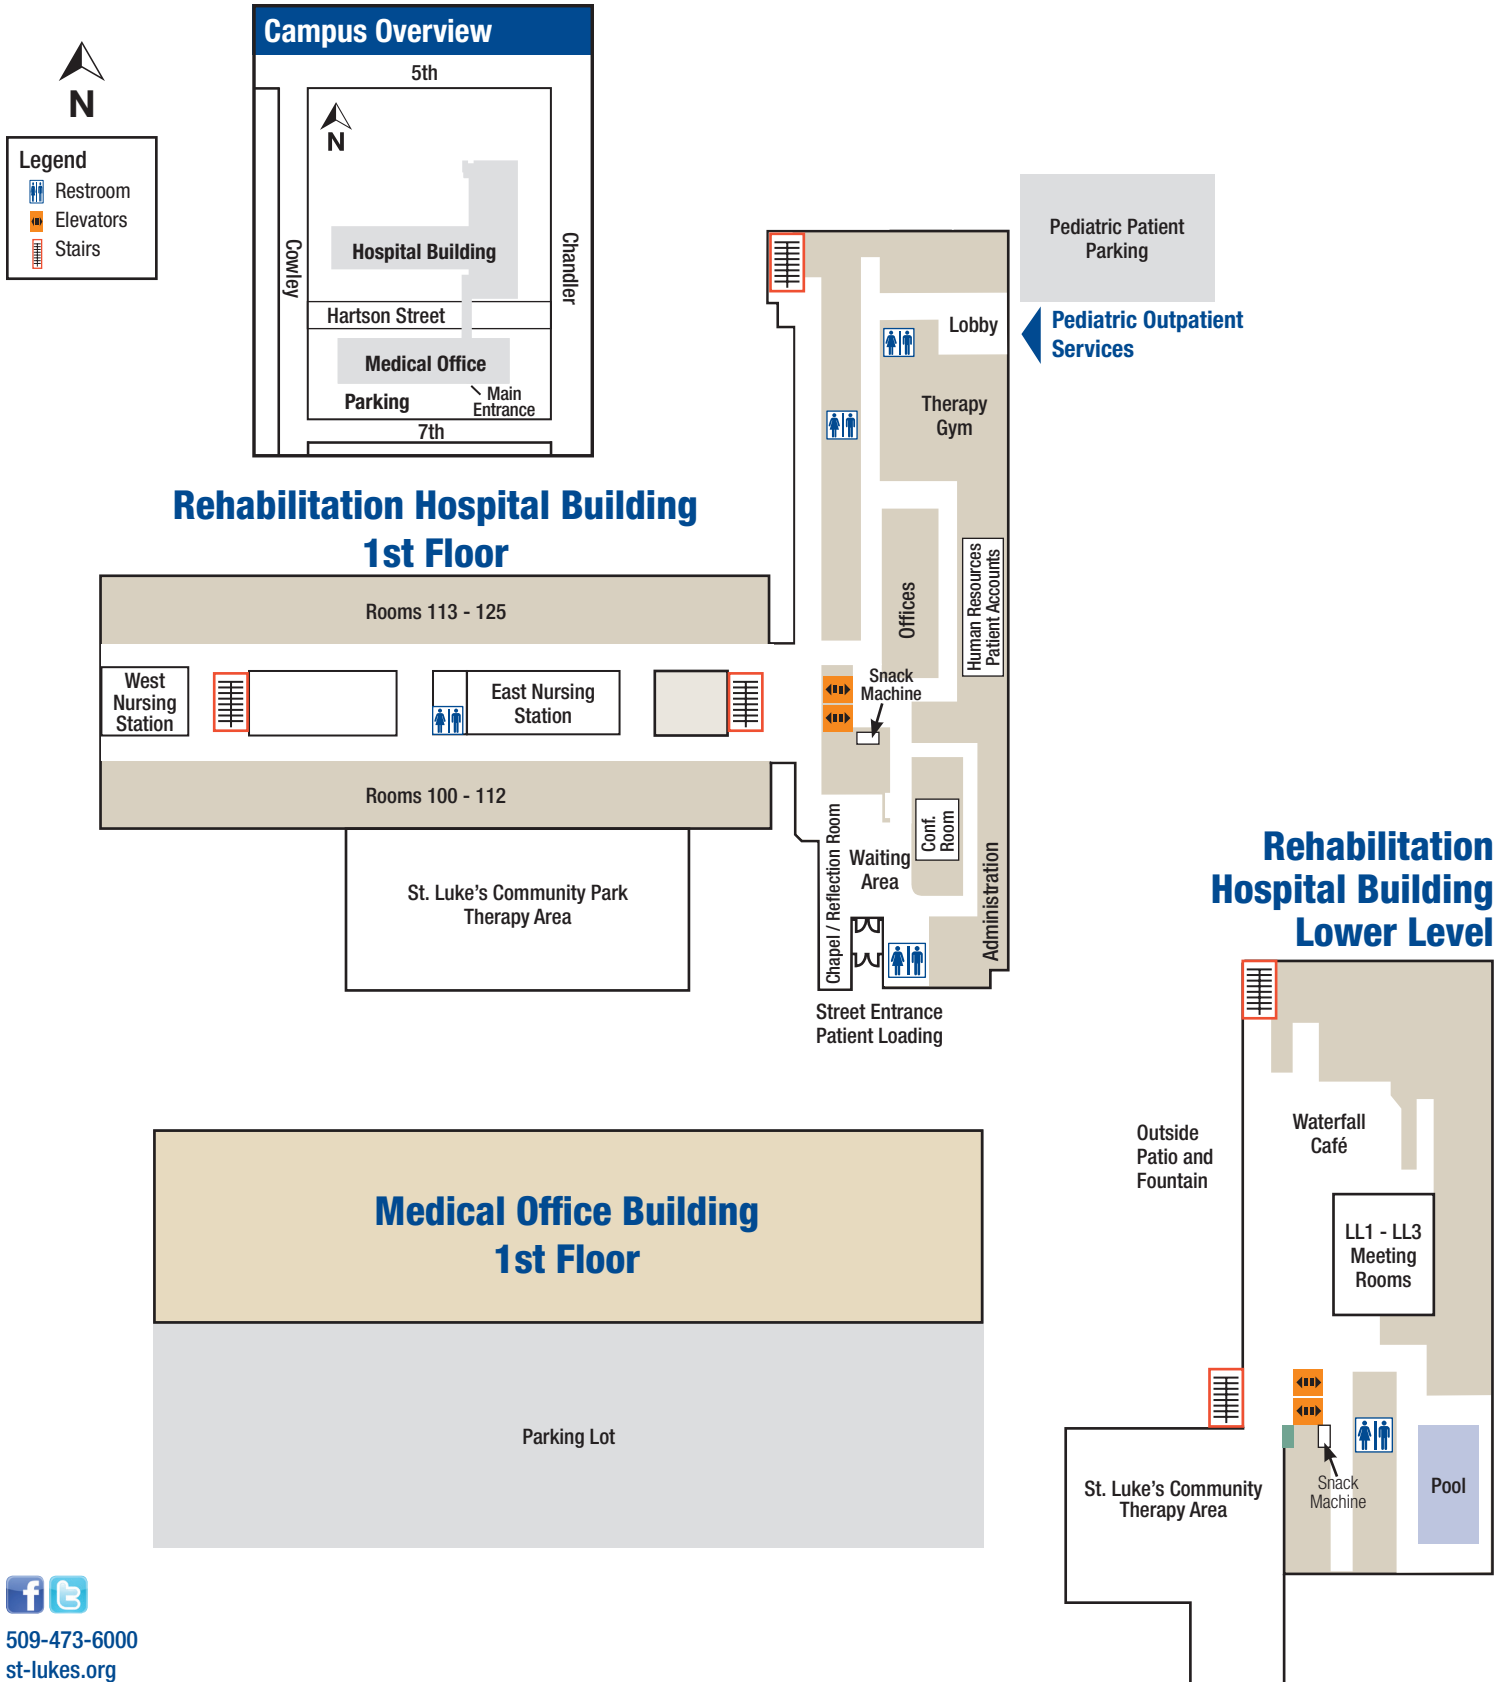 Campus Overview
N
Legend
Restroom
Elevators
Stairs
5th
N
Cowley
Chandler
Hospital Building
Hartson Street
Medical Office
Main
Entrance
Parking
7th
Pediatric Patient
Parking
Pediatric Outpatient
Services
Lobby
Therapy
Gym
Rehabilitation Hospital Building
1st Floor
Human Resources
Patient Accounts
Offices
Rooms 113 - 125
West
Nursing
Station
East Nursing
Station
Snack
Machine
Rooms 100 - 112
Conf.
Room
Chapel / Reflection Room
Waiting
Area
Administration
St. Luke's Community Park
Therapy Area
Street Entrance
Patient Loading
Rehabilitation
Hospital Building
Lower Level
Outside
Patio and
Fountain
Waterfall
Café
LL1 - LL3
Meeting
Rooms
Medical Office Building
1st Floor
Parking Lot
St. Luke's Community
Therapy Area
Snack
Machine
Pool
509-473-6000
st-lukes.org